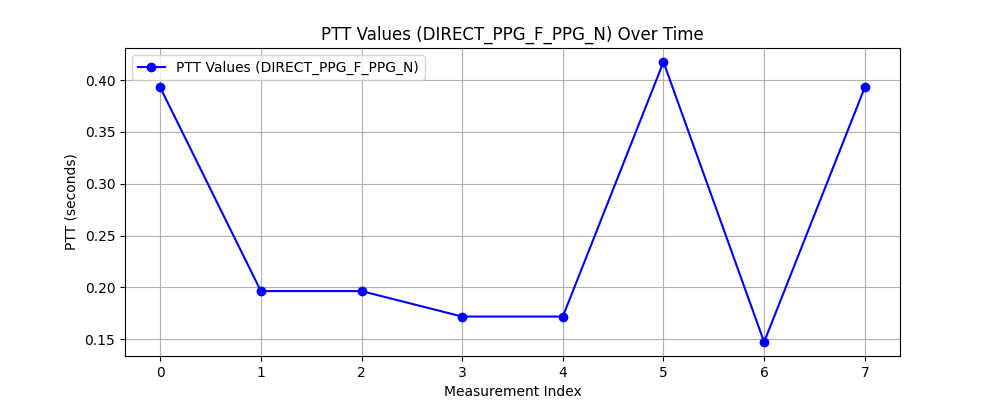 PTT Values (DIRECT_PPG_F_PPG_N) Over Time
PTT Values (DIRECT_PPG_F_PPG_N)
PTT (seconds)
0.40
0.35
0.30
0.25
0.20
0.15
0 1 2 3 4 5 6 7
Measurement Index